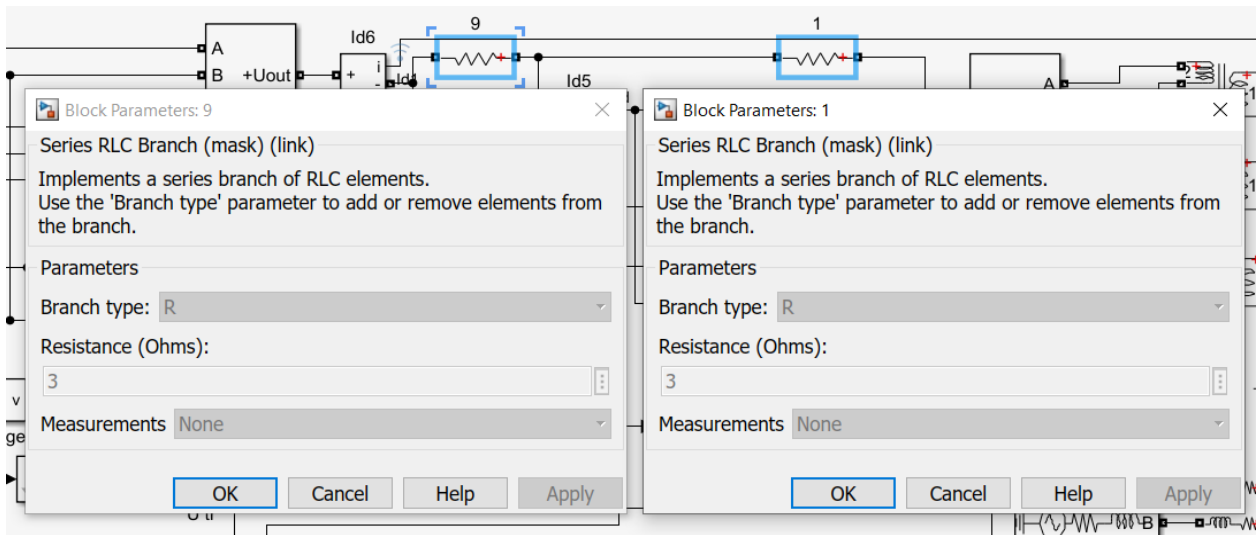 9
1
Id6
A
B +Uout
+
i
-
Id1
Id5
A
2
Block Parameters: 9
Series RLC Branch (mask) (link)
Implements a series branch of RLC elements.
Use the 'Branch type' parameter to add or remove elements from
the branch.
Parameters
Branch type: R
Resistance (Ohms):
3
Measurements None
OK Cancel Help Apply
Block Parameters: 1
Series RLC Branch (mask) (link)
Implements a series branch of RLC elements.
Use the 'Branch type' parameter to add or remove elements from
the branch.
Parameters
Branch type: R
Resistance (Ohms):
3
Measurements None
OK Cancel Help Apply
v
ge
B